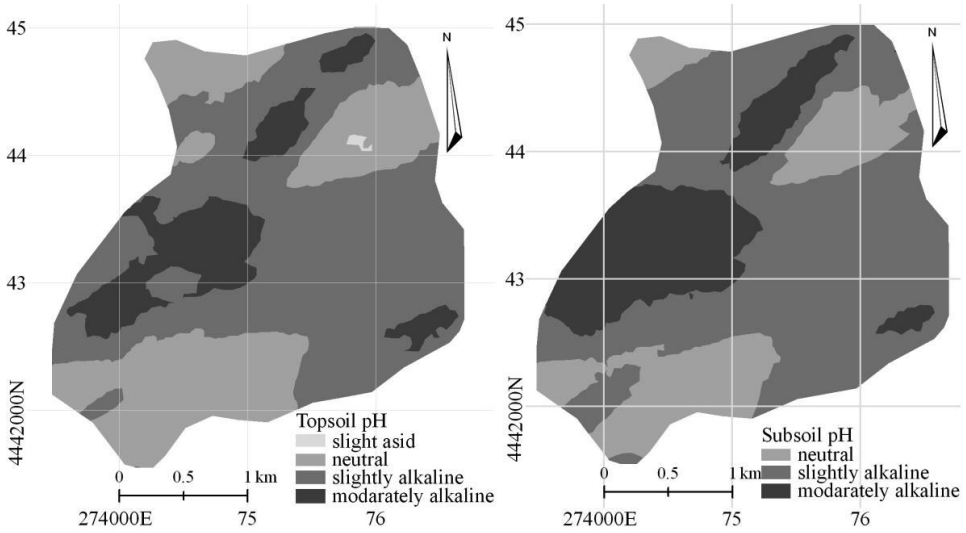 45
N
44
43
4442000N
Topsoil pH
slight asid
neutral
slightly alkaline
modarately alkaline
0 0.5 1 km
274000E 75 76
45
N
44
43
4442000N
Subsoil pH
neutral
slightly alkaline
modarately alkaline
0 0.5 1 km
274000E 75 76